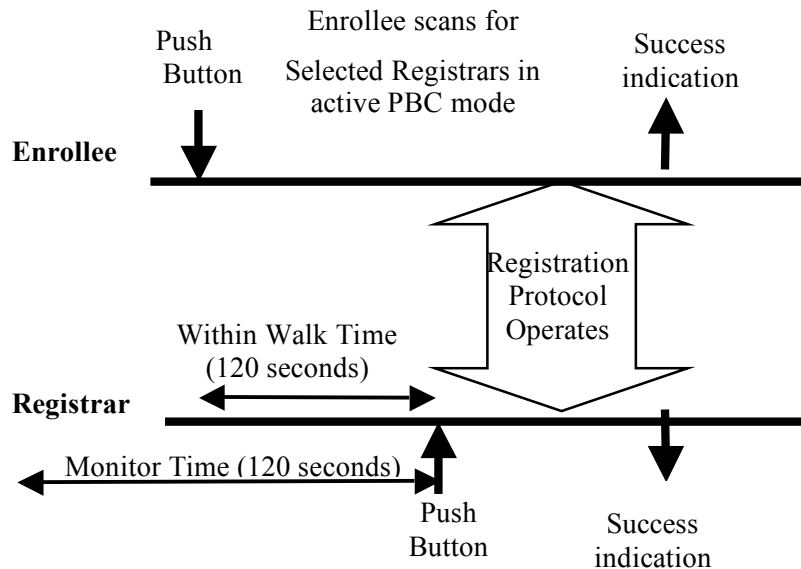 Push
Button
Enrollee scans for
Selected Registrars in
active PBC mode
Success
indication
Enrollee
Registration
Protocol
Operates
Within Walk Time
(120 seconds)
Registrar
Monitor Time (120 seconds)
Push
Button
Success
indication